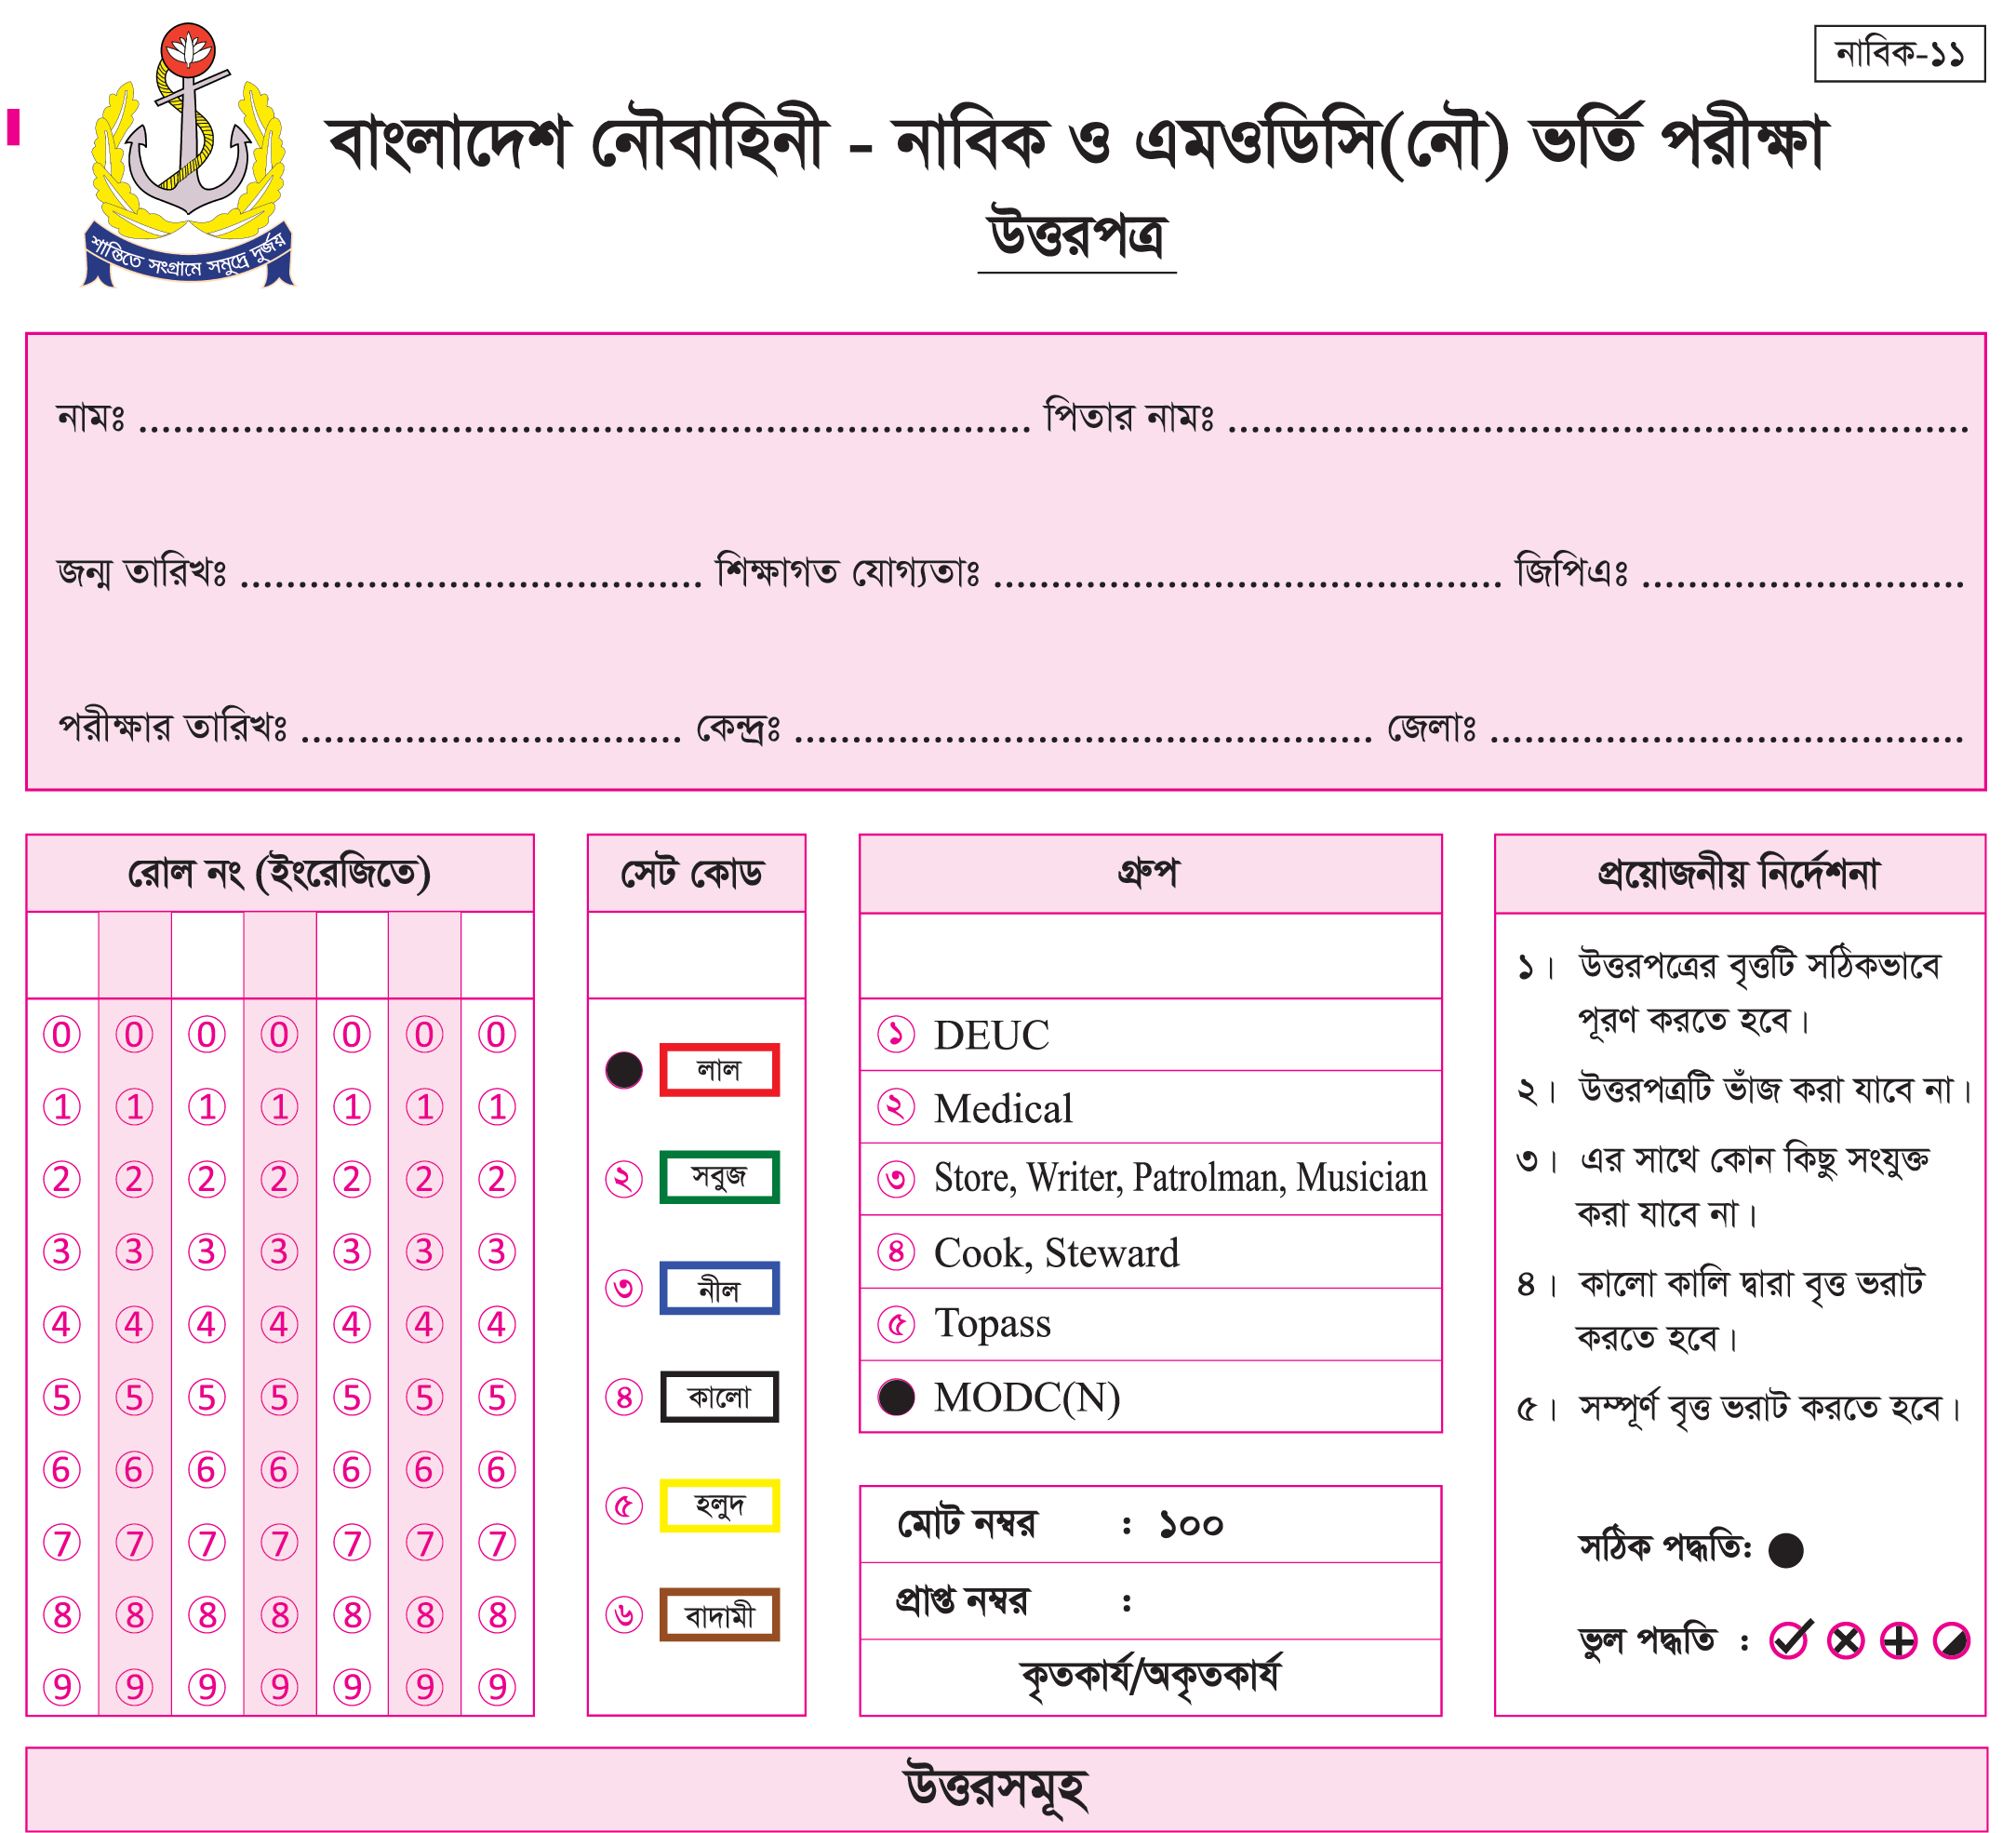 নাবিক-১১
বাংলাদেশ নৌবাহিনী - নাবিক ও এমওডিসি(নৌ) ভর্তি পরীক্ষা
উত্তরপত্র
শান্তিতে সংগ্রামে সমুদ্রে দুর্জয়
নামঃ ........................ পিতার নামঃ ........................
জন্ম তারিখঃ ........................ শিক্ষাগত যোগ্যতাঃ ........................ জিপিএঃ ........................
পরীক্ষার তারিখঃ ........................ কেন্দ্রঃ ........................ জেলাঃ ........................
রোল নং (ইংরেজিতে)
0 0 0 0 0 0 0
1 1 1 1 1 1 1
2 2 2 2 2 2 2
3 3 3 3 3 3 3
4 4 4 4 4 4 4
5 5 5 5 5 5 5
6 6 6 6 6 6 6
7 7 7 7 7 7 7
8 8 8 8 8 8 8
9 9 9 9 9 9 9
সেট কোড
লাল
২ সবুজ
৩ নীল
৪ কালো
৫ হলুদ
৬ বাদামী
গ্রুপ
১ DEUC
২ Medical
৩ Store, Writer, Patrolman, Musician
৪ Cook, Steward
৫ Topass
MODC(N)
মোট নম্বর : ১০০
প্রাপ্ত নম্বর :
কৃতকার্য/অকৃতকার্য
প্রয়োজনীয় নির্দেশনা
১। উত্তরপত্রের বৃত্তটি সঠিকভাবে
পূরণ করতে হবে।
২। উত্তরপত্রটি ভাঁজ করা যাবে না।
৩। এর সাথে কোন কিছু সংযুক্ত
করা যাবে না।
৪। কালো কালি দ্বারা বৃত্ত ভরাট
করতে হবে।
৫। সম্পূর্ণ বৃত্ত ভরাট করতে হবে।
সঠিক পদ্ধতি:
ভুল পদ্ধতি :
উত্তরসমূহ